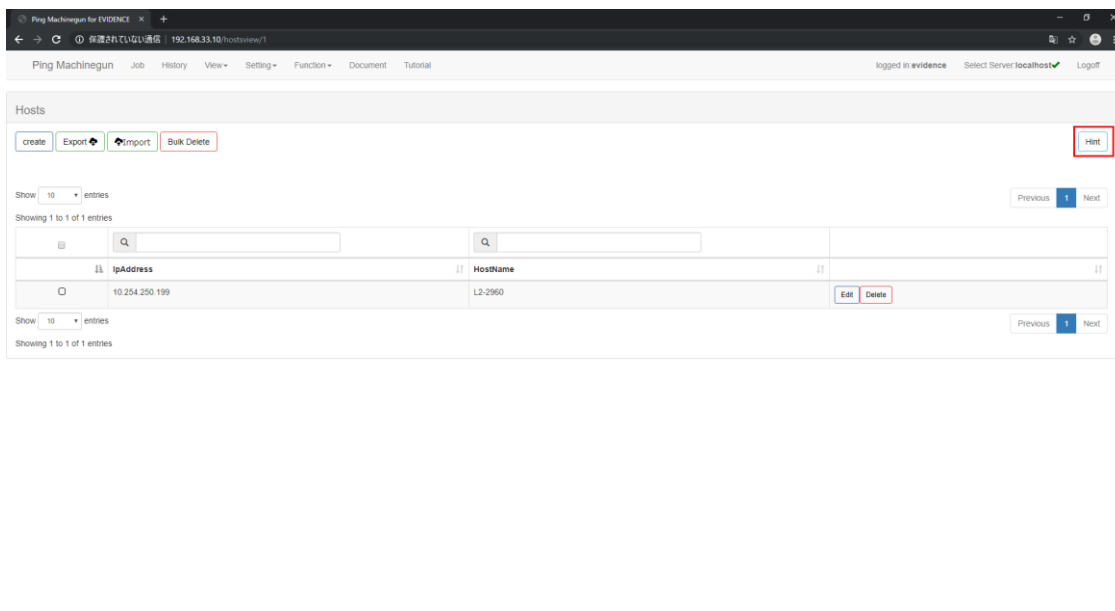 Ping Machinegun for EVIDENCE
保護されていない通信 | 192.168.33.10/hostsview/1
Ping Machinegun Job History View Setting Function Document Tutorial logged in:evidence Select Server:localhost Logoff
Hosts
create Export Import Bulk Delete Hint
Show 10 entries Previous 1 Next
Showing 1 to 1 of 1 entries
IpAddress HostName
10.254.250.199 L2-2960 Edit Delete
Show 10 entries Previous 1 Next
Showing 1 to 1 of 1 entries